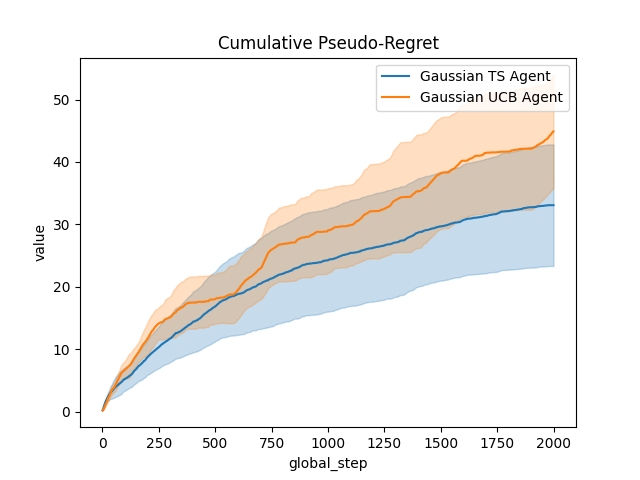 Cumulative Pseudo-Regret
Gaussian TS Agent
Gaussian UCB Agent
value
50
40
30
20
10
0
0 250 500 750 1000 1250 1500 1750 2000
global_step